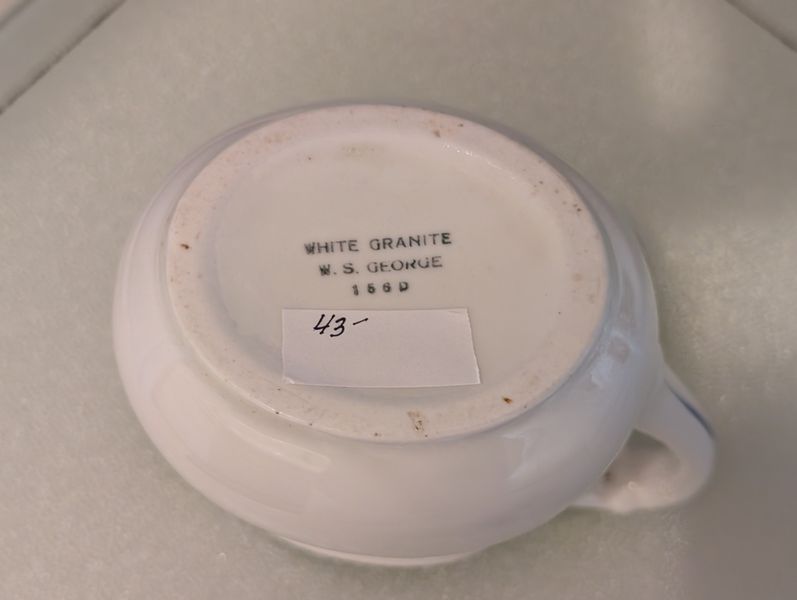 WHITE GRANITE
W. S. GEORGE
156D
43-